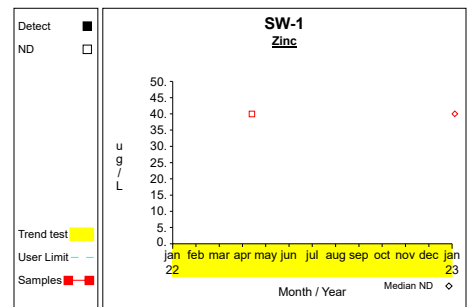 Detect
ND
Trend test
User Limit
Samples
SW-1
Zinc
50.
45.
40.
35.
30.
25.
20.
15.
10.
5.
0.
u
g
/
L
jan feb mar apr may jun jul aug sep oct nov dec jan
22 23
Month / Year
Median ND